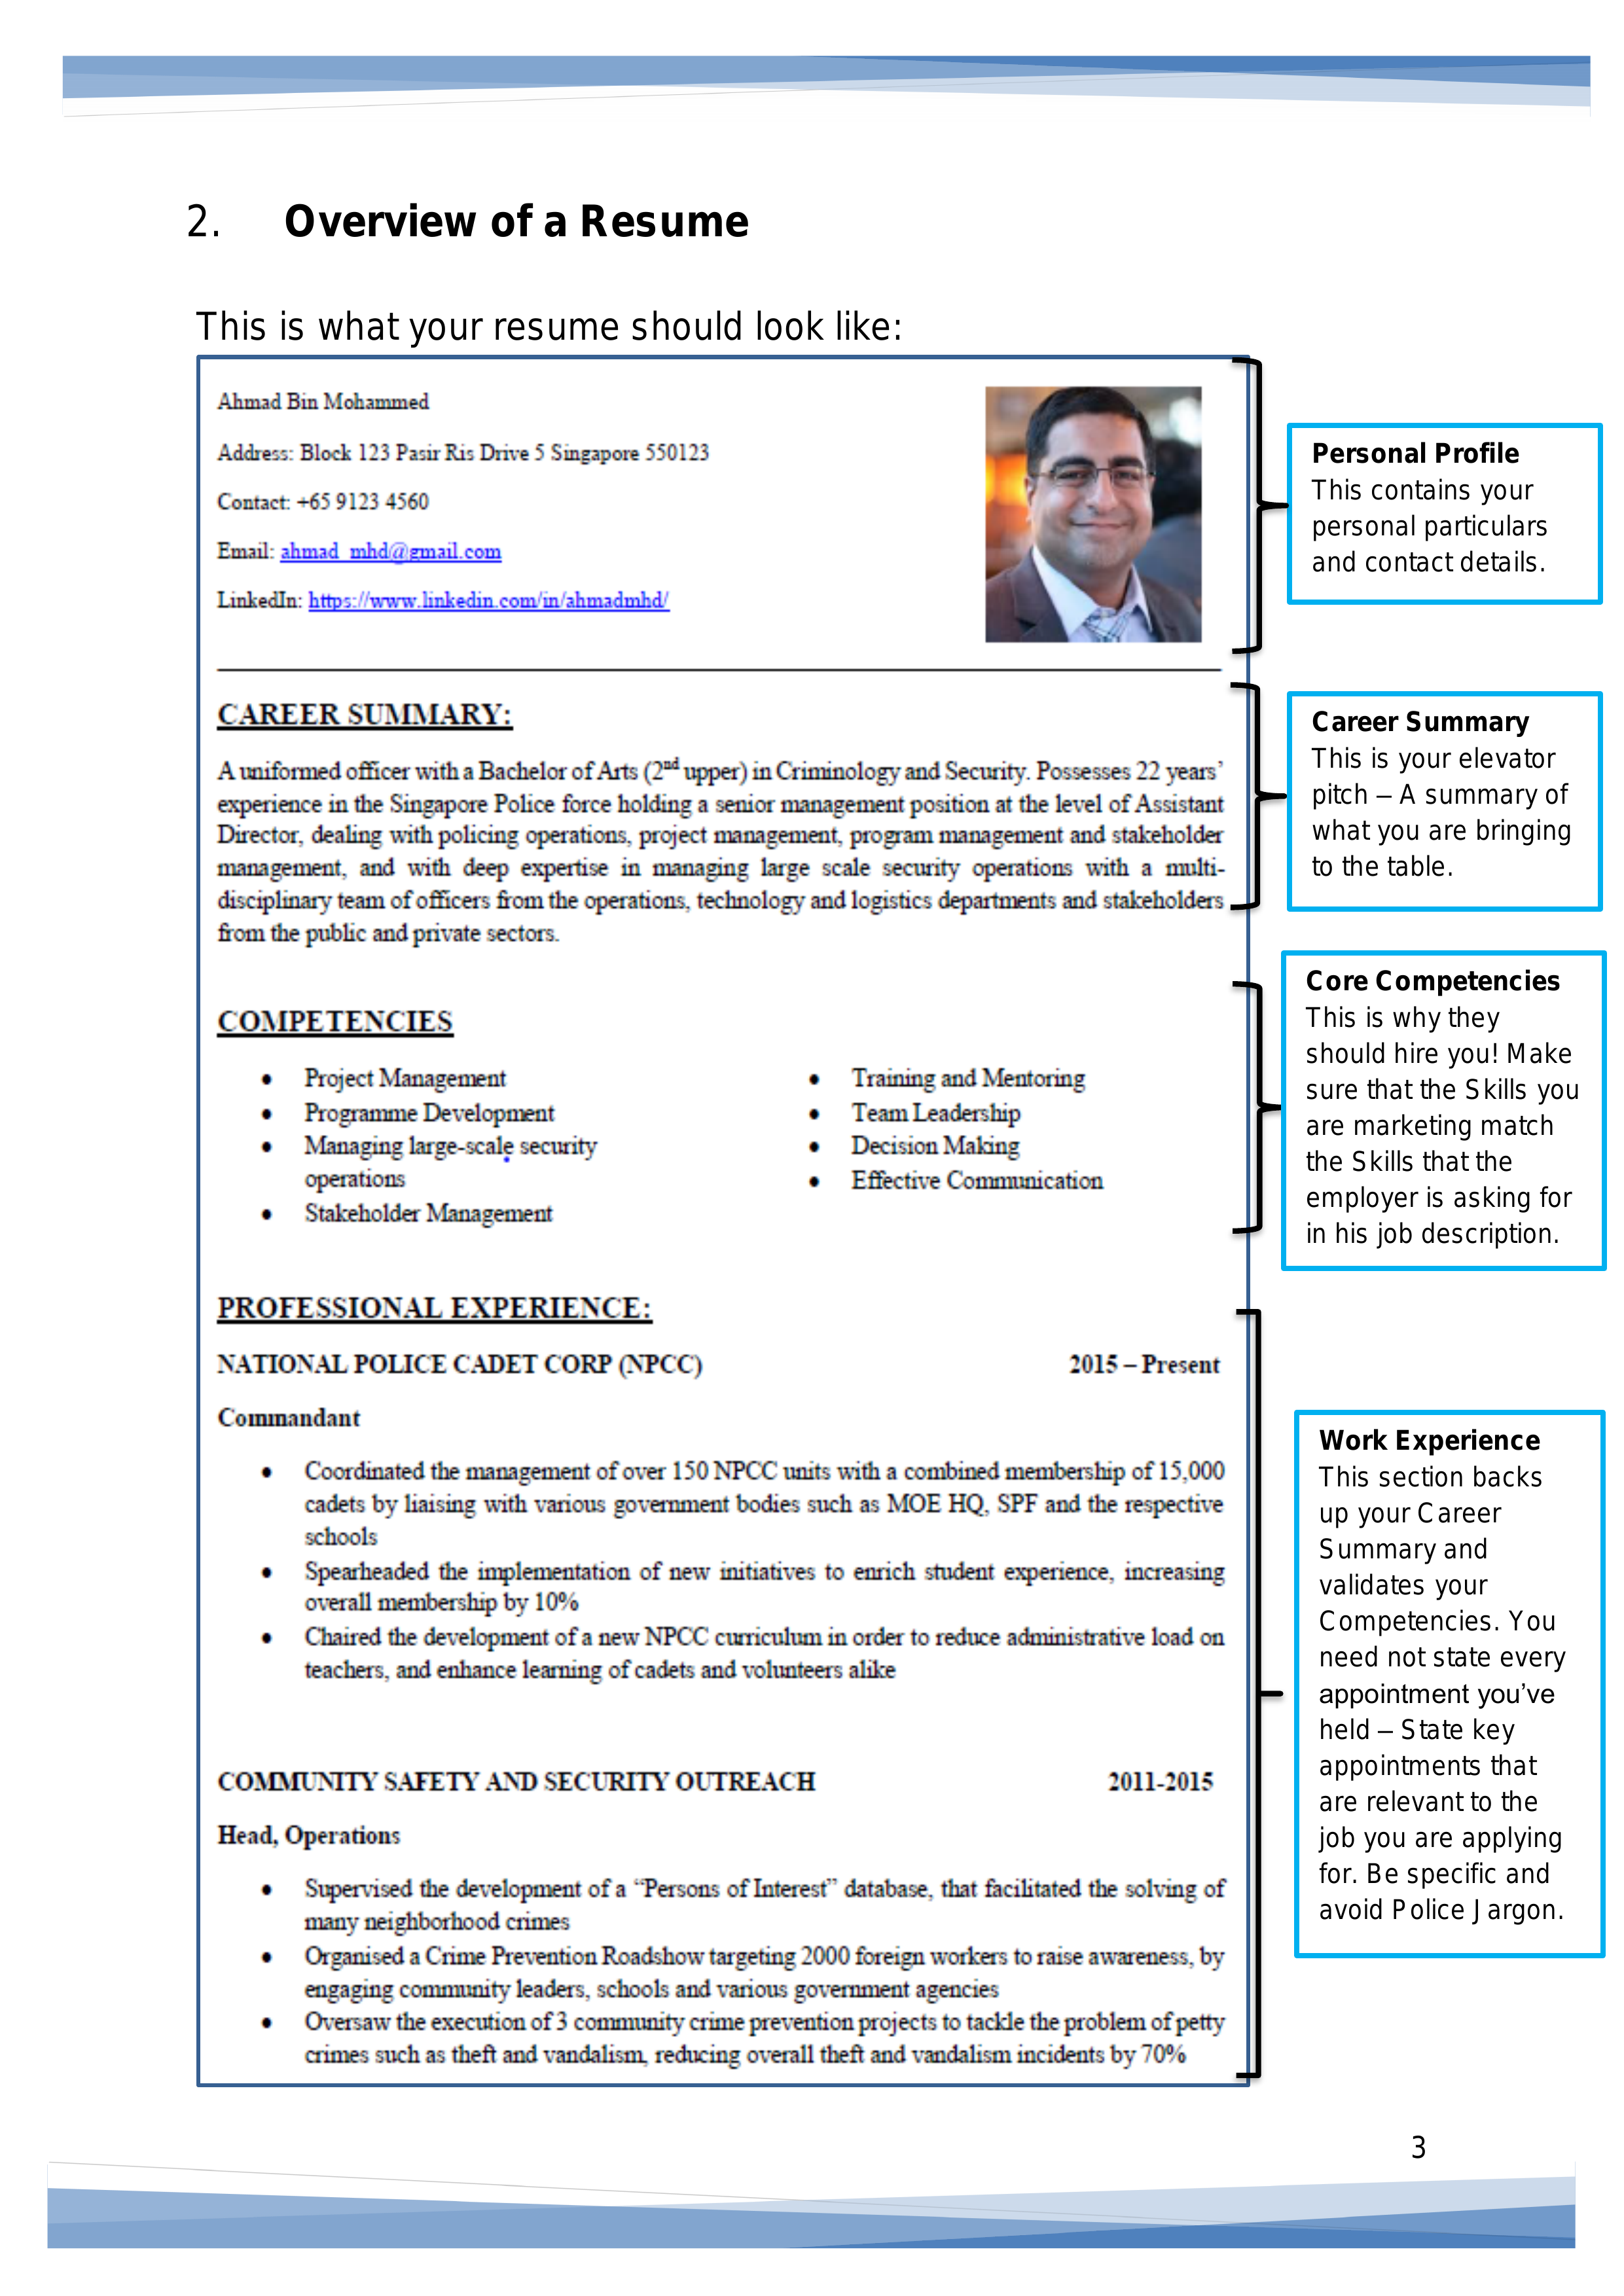 2. Overview of a Resume
This is what your resume should look like:
Ahmad Bin Mohammed
Address: Block 123 Pasir Ris Drive 5 Singapore 550123
Contact: +65 9123 4560
Email: ahmad_mhd@gmail.com
LinkedIn: https://www.linkedin.com/in/ahmadmhd/
Personal Profile
This contains your
personal particulars
and contact details.
CAREER SUMMARY:
A uniformed officer with a Bachelor of Arts (2nd upper) in Criminology and Security. Possesses 22 years’
experience in the Singapore Police force holding a senior management position at the level of Assistant
Director, dealing with policing operations, project management, program management and stakeholder
management, and with deep expertise in managing large scale security operations with a multi-
disciplinary team of officers from the operations, technology and logistics departments and stakeholders
from the public and private sectors.
Career Summary
This is your elevator
pitch – A summary of
what you are bringing
to the table.
COMPETENCIES
• Project Management
• Programme Development
• Managing large-scale security
operations
• Stakeholder Management
• Training and Mentoring
• Team Leadership
• Decision Making
• Effective Communication
Core Competencies
This is why they
should hire you! Make
sure that the Skills you
are marketing match
the Skills that the
employer is asking for
in his job description.
PROFESSIONAL EXPERIENCE:
NATIONAL POLICE CADET CORP (NPCC) 2015 – Present
Commandant
• Coordinated the management of over 150 NPCC units with a combined membership of 15,000
cadets by liaising with various government bodies such as MOE HQ, SPF and the respective
schools
• Spearheaded the implementation of new initiatives to enrich student experience, increasing
overall membership by 10%
• Chaired the development of a new NPCC curriculum in order to reduce administrative load on
teachers, and enhance learning of cadets and volunteers alike
COMMUNITY SAFETY AND SECURITY OUTREACH 2011-2015
Head, Operations
• Supervised the development of a “Persons of Interest” database, that facilitated the solving of
many neighborhood crimes
• Organised a Crime Prevention Roadshow targeting 2000 foreign workers to raise awareness, by
engaging community leaders, schools and various government agencies
• Oversaw the execution of 3 community crime prevention projects to tackle the problem of petty
crimes such as theft and vandalism, reducing overall theft and vandalism incidents by 70%
Work Experience
This section backs
up your Career
Summary and
validates your
Competencies. You
need not state every
appointment you’ve
held – State key
appointments that
are relevant to the
job you are applying
for. Be specific and
avoid Police Jargon.
3